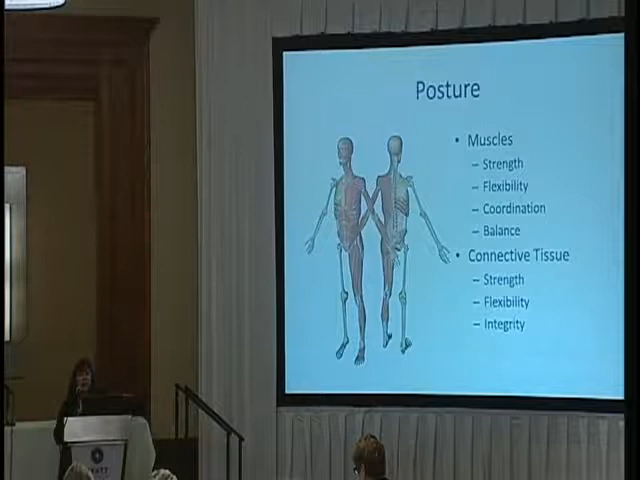 Posture
• Muscles
– Strength
– Flexibility
– Coordination
– Balance
• Connective Tissue
– Strength
– Flexibility
– Integrity